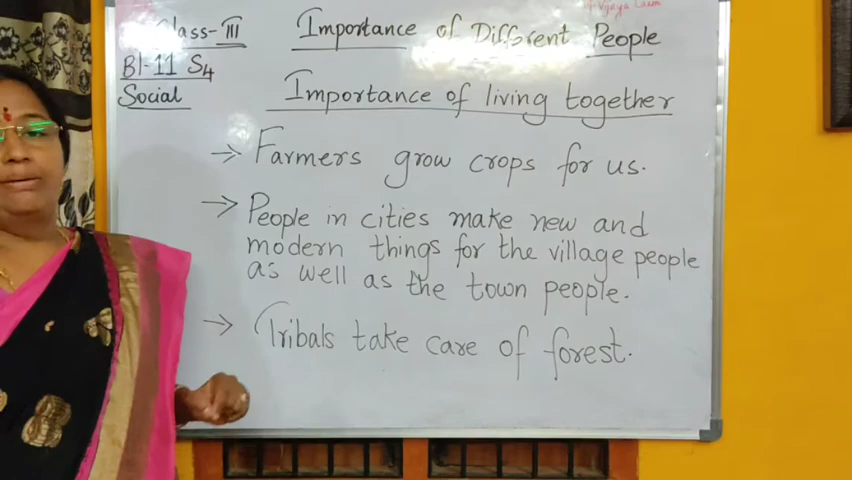 Class-III
Importance of Different People
Bl-11 S4
Social
Importance of living together
→ Farmers grow crops for us.
→ People in cities make new and
modern things for the village people
as well as the town people.
→ Tribals take care of forest.